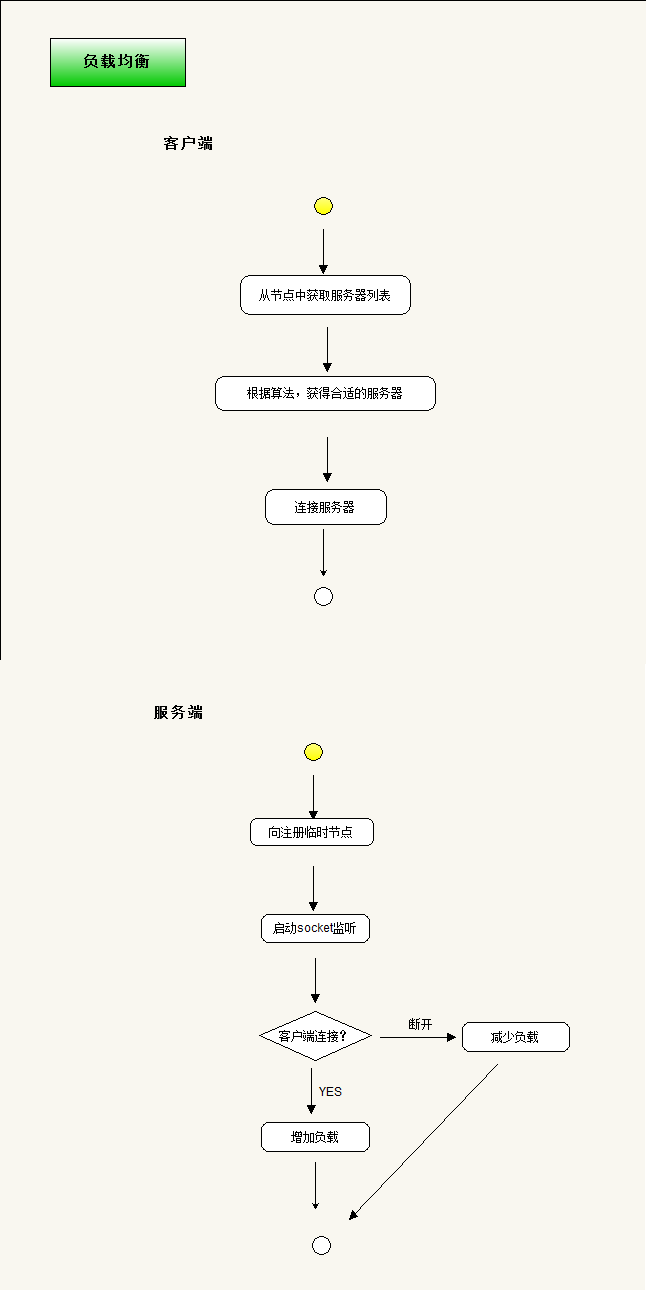 负载均衡
客户端
从节点中获取服务器列表
根据算法，获得合适的服务器
连接服务器
服务端
向注册临时节点
启动socket监听
客户端连接？
断开
减少负载
YES
增加负载